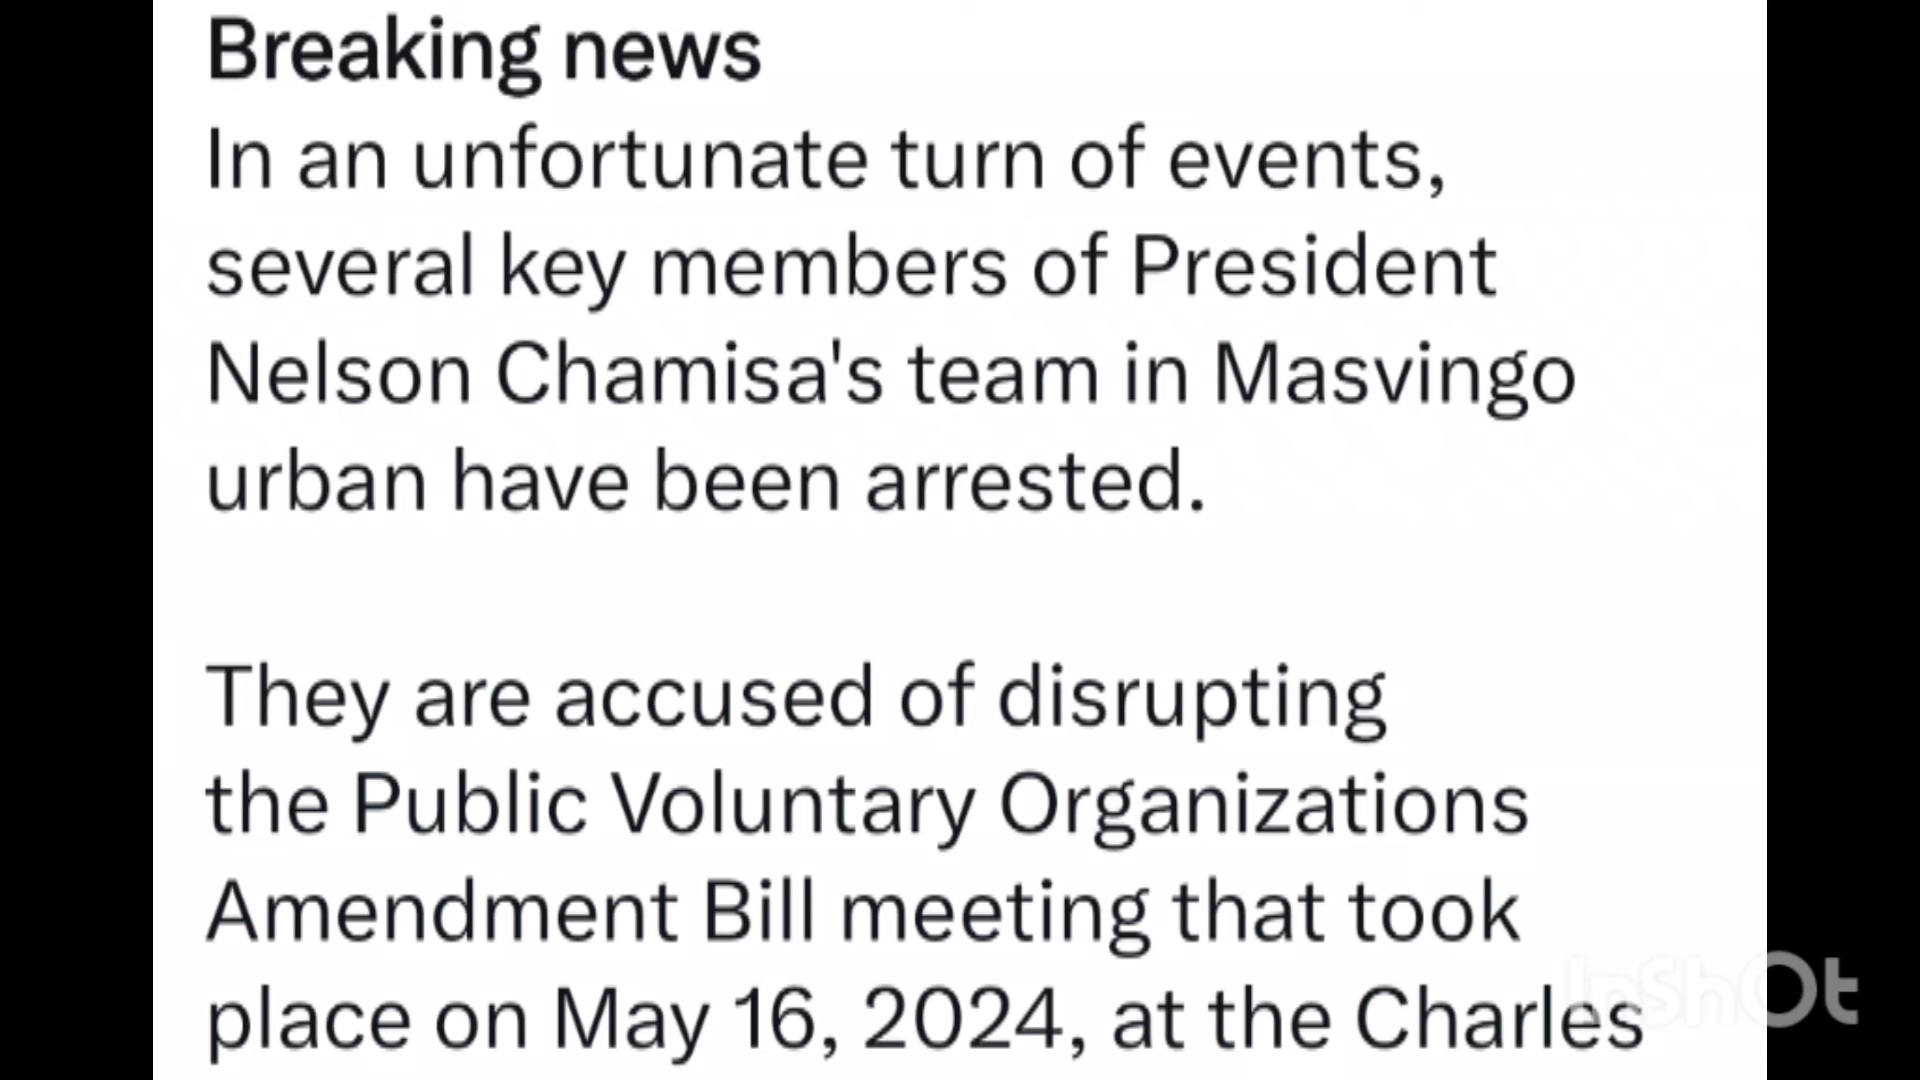 Breaking news
In an unfortunate turn of events,
several key members of President
Nelson Chamisa's team in Masvingo
urban have been arrested.
They are accused of disrupting
the Public Voluntary Organizations
Amendment Bill meeting that took
place on May 16, 2024, at the Charles
InShOt